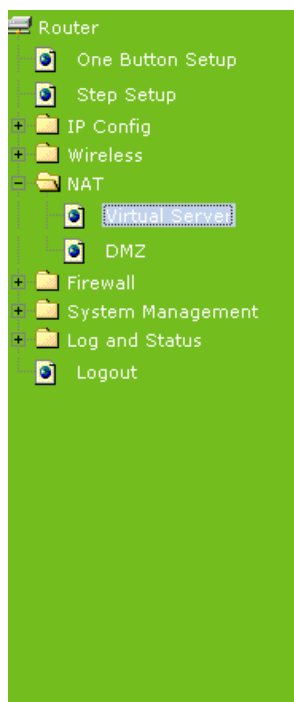 Router
One Button Setup
Step Setup
IP Config
Wireless
NAT
Virtual Server
DMZ
Firewall
System Management
Log and Status
Logout